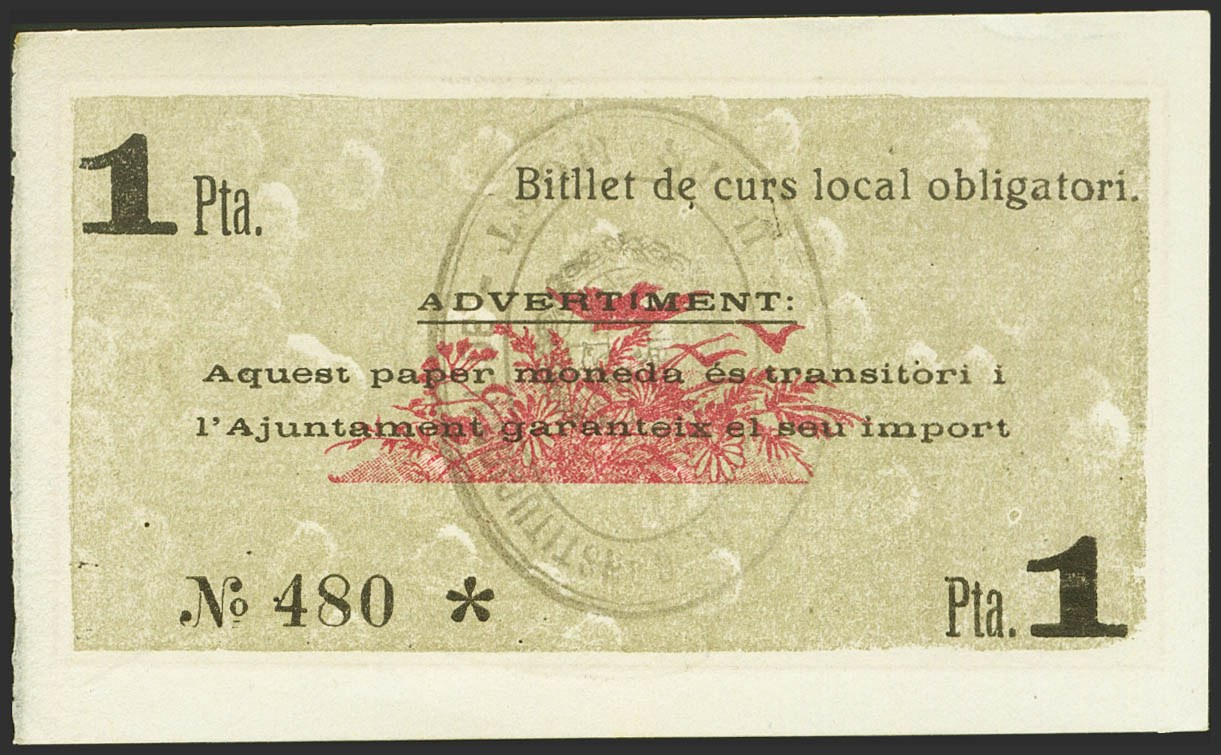 1 Pta.
Bitllet de curs local obligatori.
ADVERTIMENT:
Aquest paper moneda és transitòri i
l'Ajuntament garanteix el seu import
No 480 *
Pta. 1